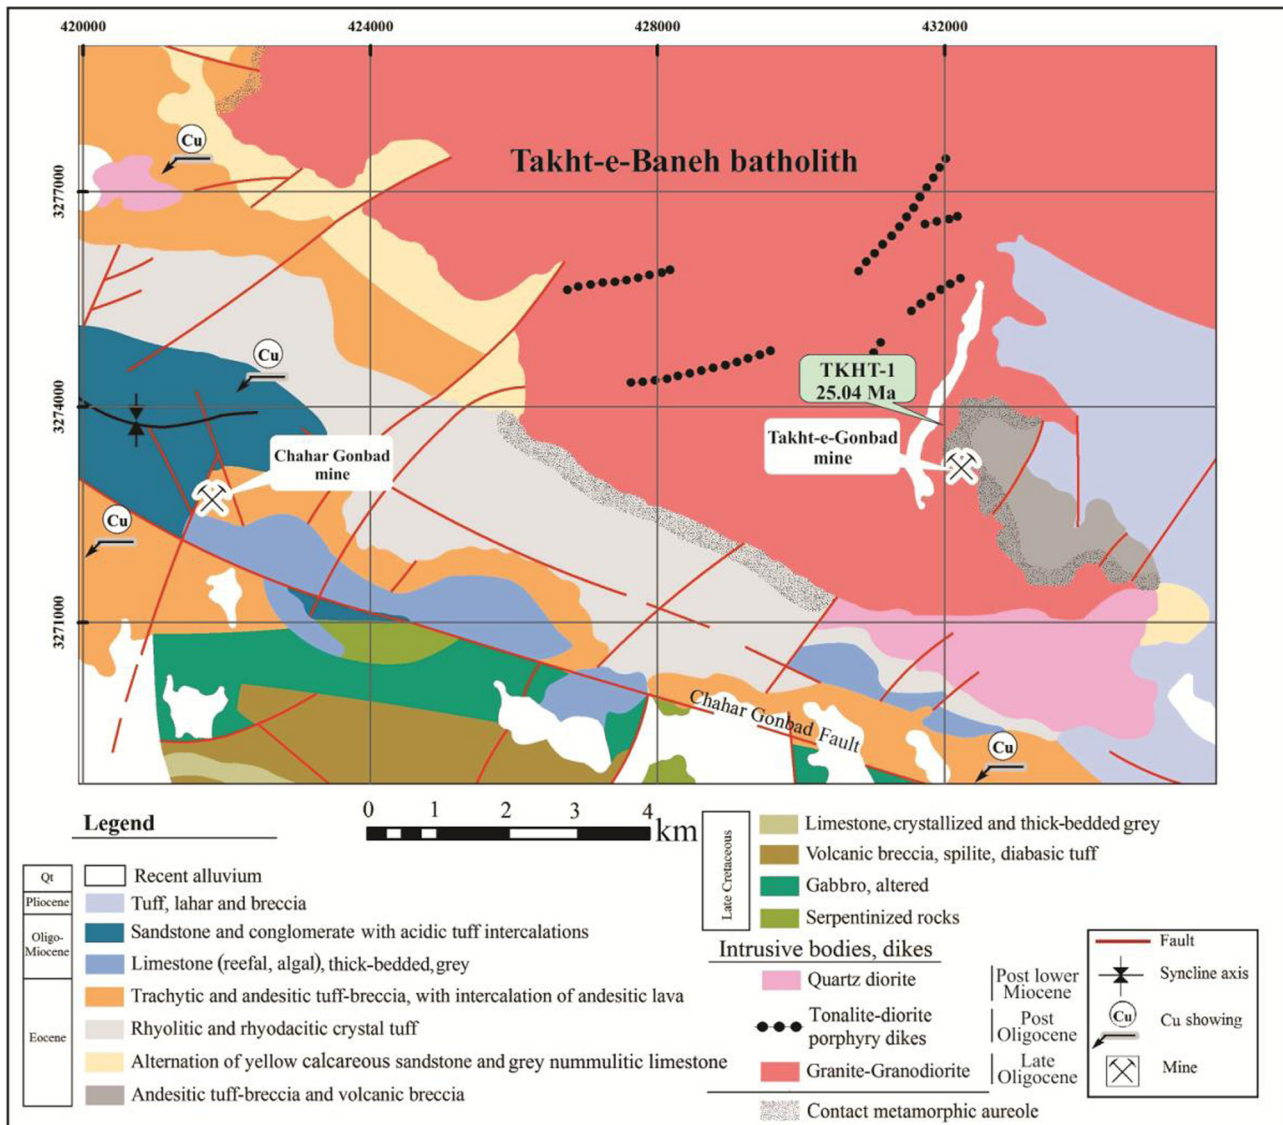 420000
424000
428000
432000
Cu
Takht-e-Baneh batholith
3277000
Cu
TKHT-1
25.04 Ma
3274000
Takht-e-Gonbad
mine
Chahar Gonbad
mine
Cu
3271000
Chahar Gonbad Fault
Cu
Legend
0 1 2 3 4
km
Qt
Recent alluvium
Pliocene
Tuff, lahar and breccia
Oligo-
Miocene
Sandstone and conglomerate with acidic tuff intercalations
Limestone (reefal, algal), thick-bedded, grey
Eocene
Trachytic and andesitic tuff-breccia, with intercalation of andesitic lava
Rhyolitic and rhyodacitic crystal tuff
Alternation of yellow calcareous sandstone and grey nummulitic limestone
Andesitic tuff-breccia and volcanic breccia
Late Cretaceous
Limestone, crystallized and thick-bedded grey
Volcanic breccia, spilite, diabasic tuff
Gabbro, altered
Serpentinized rocks
Intrusive bodies, dikes
Quartz diorite
Post lower
Miocene
Tonalite-diorite
porphyry dikes
Post
Oligocene
Granite-Granodiorite
Late
Oligocene
Contact metamorphic aureole
Fault
Syncline axis
Cu
Cu showing
Mine